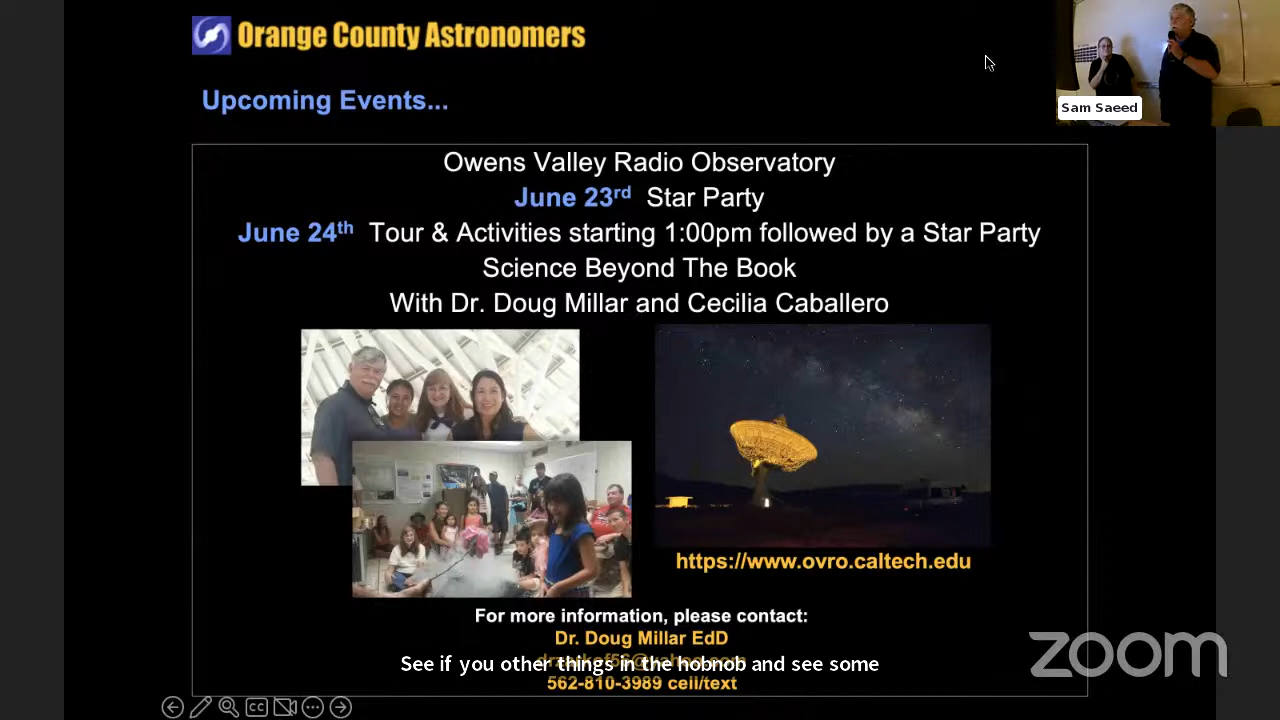 Orange County Astronomers
Sam Saeed
Upcoming Events...
Owens Valley Radio Observatory
June 23rd Star Party
June 24th Tour & Activities starting 1:00pm followed by a Star Party
Science Beyond The Book
With Dr. Doug Millar and Cecilia Caballero
https://www.ovro.caltech.edu
For more information, please contact:
Dr. Doug Millar EdD
See if you other things in the hobnob and see some
562-810-3989 cell/text
zoom
CC